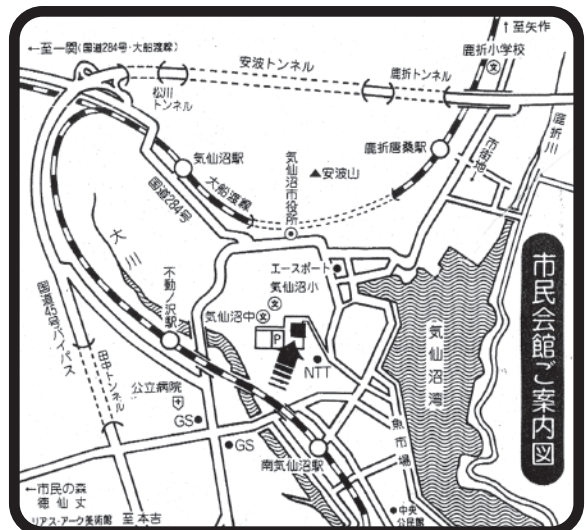 ↑至矢作
鹿折小学校
文
←至一関(国道284号・大船渡線)
安波トンネル
鹿折トンネル
松川
トンネル
鹿折川
市街地
鹿折唐桑駅
気仙沼駅
▲安波山
気仙沼市役所
大船渡線
国道284号
大川
エースポート
気仙沼小
文
気仙沼中
文
P
不動ノ沢駅
NTT
気仙沼湾
市民会館ご案内図
国道45号バイパス
田中トンネル
公立病院
GS
GS
魚市場
南気仙沼駅
←市民の森
徳仙丈
リアス・アーク美術館
至本吉
中央
公民館